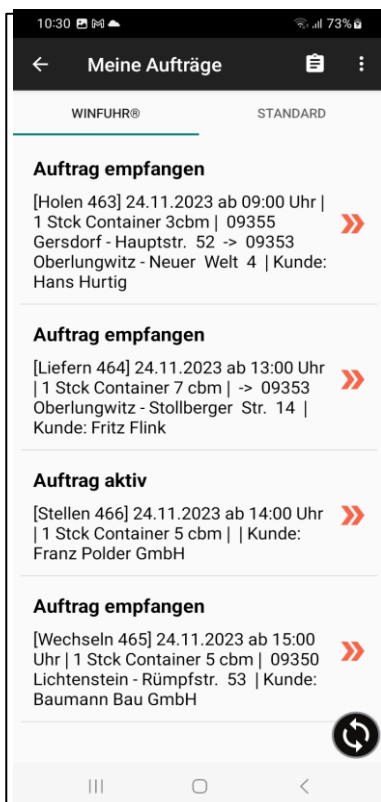 10:30 73%
Meine Aufträge
WINFUHR® STANDARD
Auftrag empfangen
[Holen 463] 24.11.2023 ab 09:00 Uhr |
1 Stck Container 3cbm | 09355
Gersdorf - Hauptstr. 52 -> 09353
Oberlungwitz - Neuer Welt 4 | Kunde:
Hans Hurtig
Auftrag empfangen
[Liefern 464] 24.11.2023 ab 13:00 Uhr
| 1 Stck Container 7 cbm | -> 09353
Oberlungwitz - Stollberger Str. 14 |
Kunde: Fritz Flink
Auftrag aktiv
[Stellen 466] 24.11.2023 ab 14:00 Uhr
| 1 Stck Container 5 cbm | | Kunde:
Franz Polder GmbH
Auftrag empfangen
[Wechseln 465] 24.11.2023 ab 15:00
Uhr | 1 Stck Container 5 cbm | 09350
Lichtenstein - Rümpfstr. 53 | Kunde:
Baumann Bau GmbH